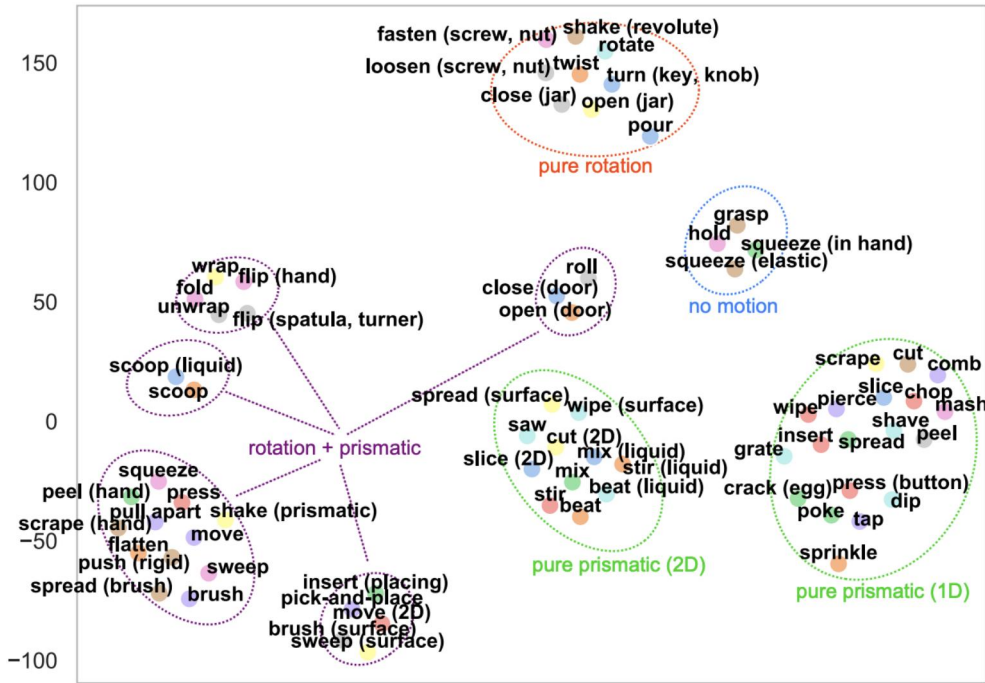 150
100
50
0
−50
−100
fasten (screw, nut)
shake (revolute)
rotate
loosen (screw, nut)
twist
turn (key, knob)
close (jar)
open (jar)
pour
pure rotation
grasp
hold
squeeze (in hand)
squeeze (elastic)
no motion
wrap
flip (hand)
fold
unwrap
flip (spatula, turner)
roll
close (door)
open (door)
scoop (liquid)
scoop
rotation + prismatic
spread (surface)
wipe (surface)
saw
cut (2D)
mix (liquid)
slice (2D)
mix
stir (liquid)
beat (liquid)
stir
beat
pure prismatic (2D)
scrape
cut
comb
slice
chop
pierce
wipe
mash
shave
insert
spread
peel
grate
press (button)
crack (egg)
dip
poke
tap
sprinkle
pure prismatic (1D)
squeeze
peel (hand)
press
pull apart
shake (prismatic)
scrape (hand)
move
flatten
push (rigid)
sweep
spread (brush)
brush
insert (placing)
pick-and-place
move (2D)
brush (surface)
sweep (surface)